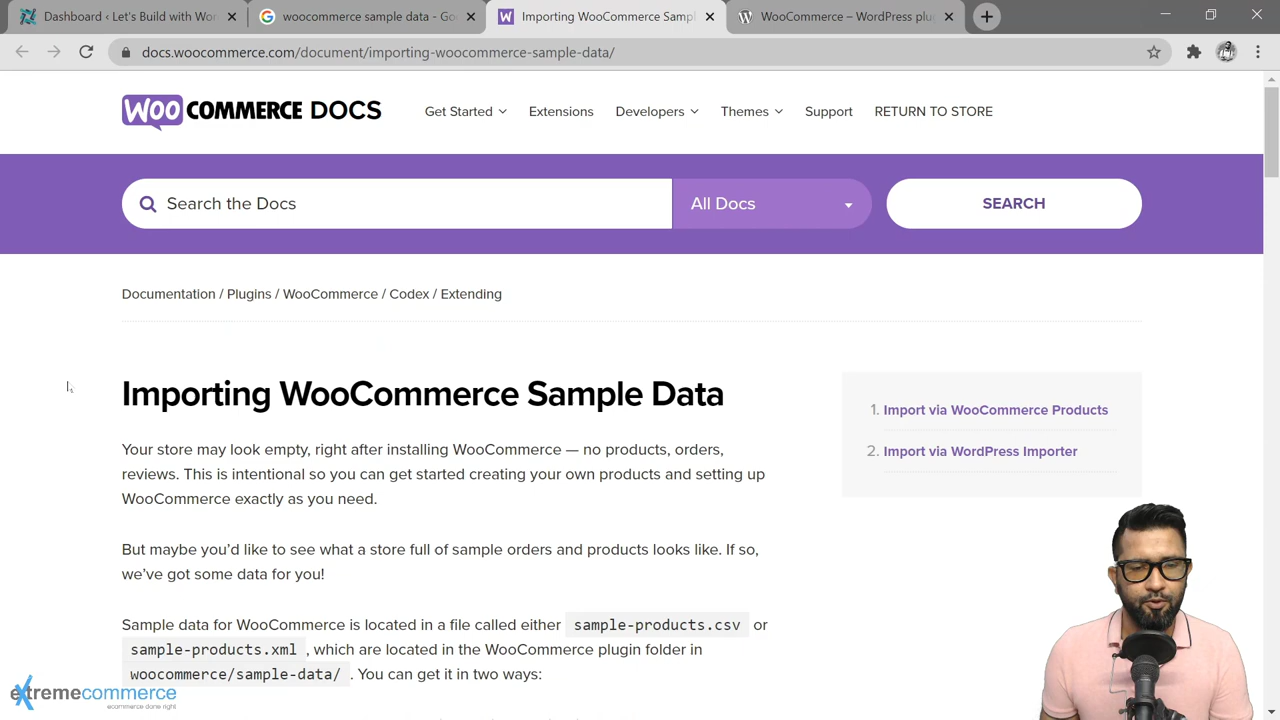 Dashboard ‹ Let's Build with Wor
woocommerce sample data - Go
Importing WooCommerce Sampl
WooCommerce – WordPress plu
docs.woocommerce.com/document/importing-woocommerce-sample-data/
WOO COMMERCE DOCS
Get Started
Extensions
Developers
Themes
Support
RETURN TO STORE
Search the Docs
All Docs
SEARCH
Documentation / Plugins / WooCommerce / Codex / Extending
Importing WooCommerce Sample Data
1. Import via WooCommerce Products
2. Import via WordPress Importer
Your store may look empty, right after installing WooCommerce — no products, orders,
reviews. This is intentional so you can get started creating your own products and setting up
WooCommerce exactly as you need.
But maybe you'd like to see what a store full of sample orders and products looks like. If so,
we've got some data for you!
Sample data for WooCommerce is located in a file called either sample-products.csv or
sample-products.xml , which are located in the WooCommerce plugin folder in
woocommerce/sample-data/ . You can get it in two ways:
extremecommerce
ecommerce done right